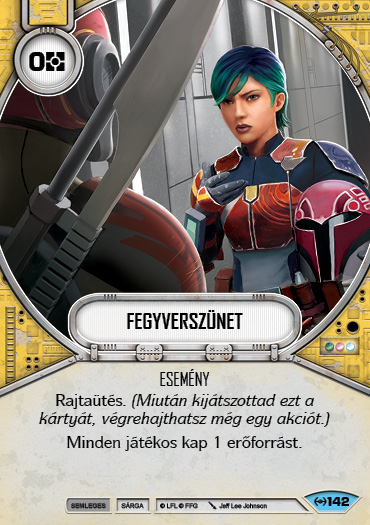 0
FEGYVERSZÜNET
ESEMÉNY
Rajtaütés. (Miután kijátszottad ezt a
kártyát, végrehajthatsz még egy akciót.)
Minden játékos kap 1 erőforrást.
SEMLEGES SÁRGA © LFL © FFG Jeff Lee Johnson 142